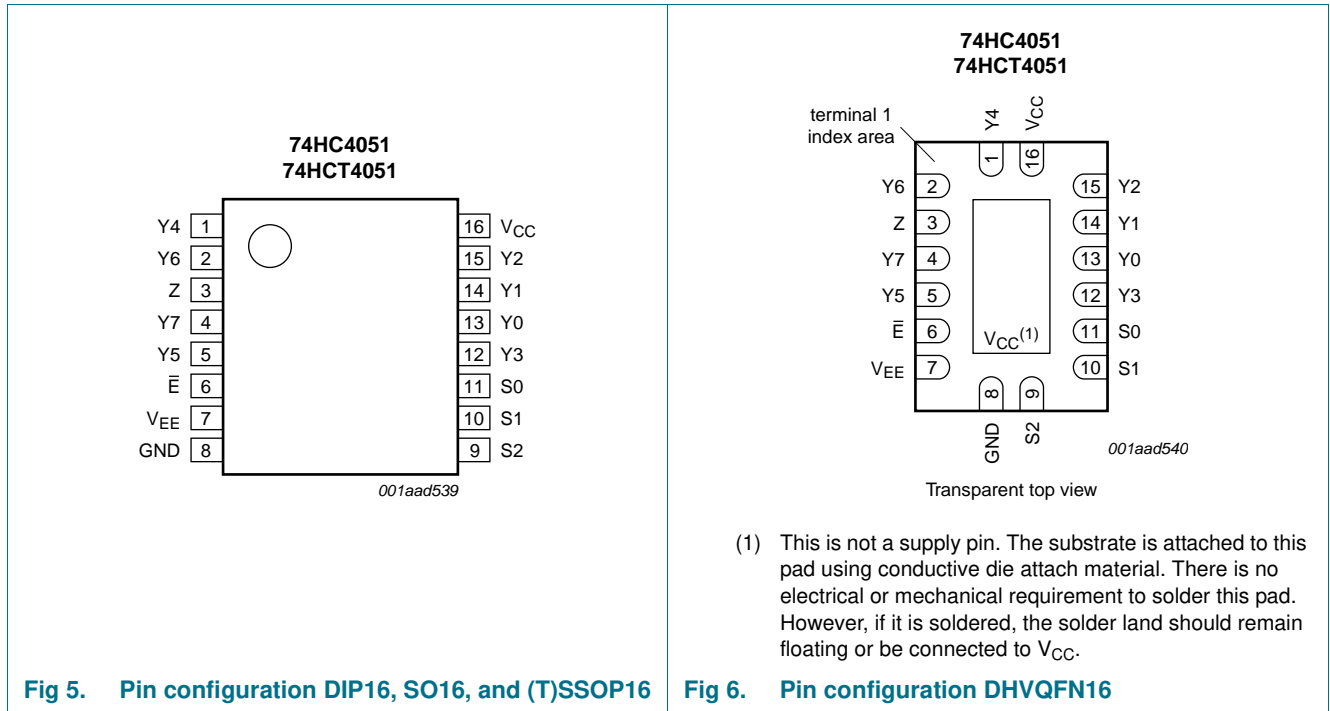 74HC4051
74HCT4051
Y4 1
16 VCC
Y6 2
15 Y2
Z 3
14 Y1
Y7 4
13 Y0
Y5 5
12 Y3
E̅ 6
11 S0
VEE 7
10 S1
GND 8
9 S2
001aad539
Fig 5. Pin configuration DIP16, SO16, and (T)SSOP16
74HC4051
74HCT4051
terminal 1
index area
Y4
VCC
1
16
Y6 2
15 Y2
Z 3
14 Y1
Y7 4
13 Y0
Y5 5
12 Y3
E̅ 6
VCC(1)
11 S0
VEE 7
10 S1
8
9
GND
S2
001aad540
Transparent top view
(1) This is not a supply pin. The substrate is attached to this
pad using conductive die attach material. There is no
electrical or mechanical requirement to solder this pad.
However, if it is soldered, the solder land should remain
floating or be connected to VCC.
Fig 6. Pin configuration DHVQFN16